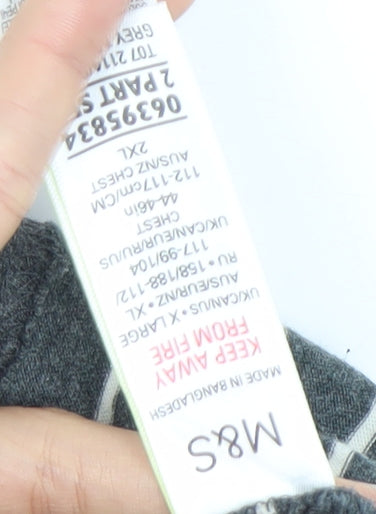 M&S
MADE IN BANGLADESH
KEEP AWAY
FROM FIRE
UK/CAN/US • X LARGE
AUS/EUR/NZ • XL
RU • 158/188-112/
117-99/104
UK/CAN/EUR/RU/US
CHEST
44-46in
112-117cm/CM
AUS/NZ CHEST
2XL
06395834
2 PART
T07
GREY